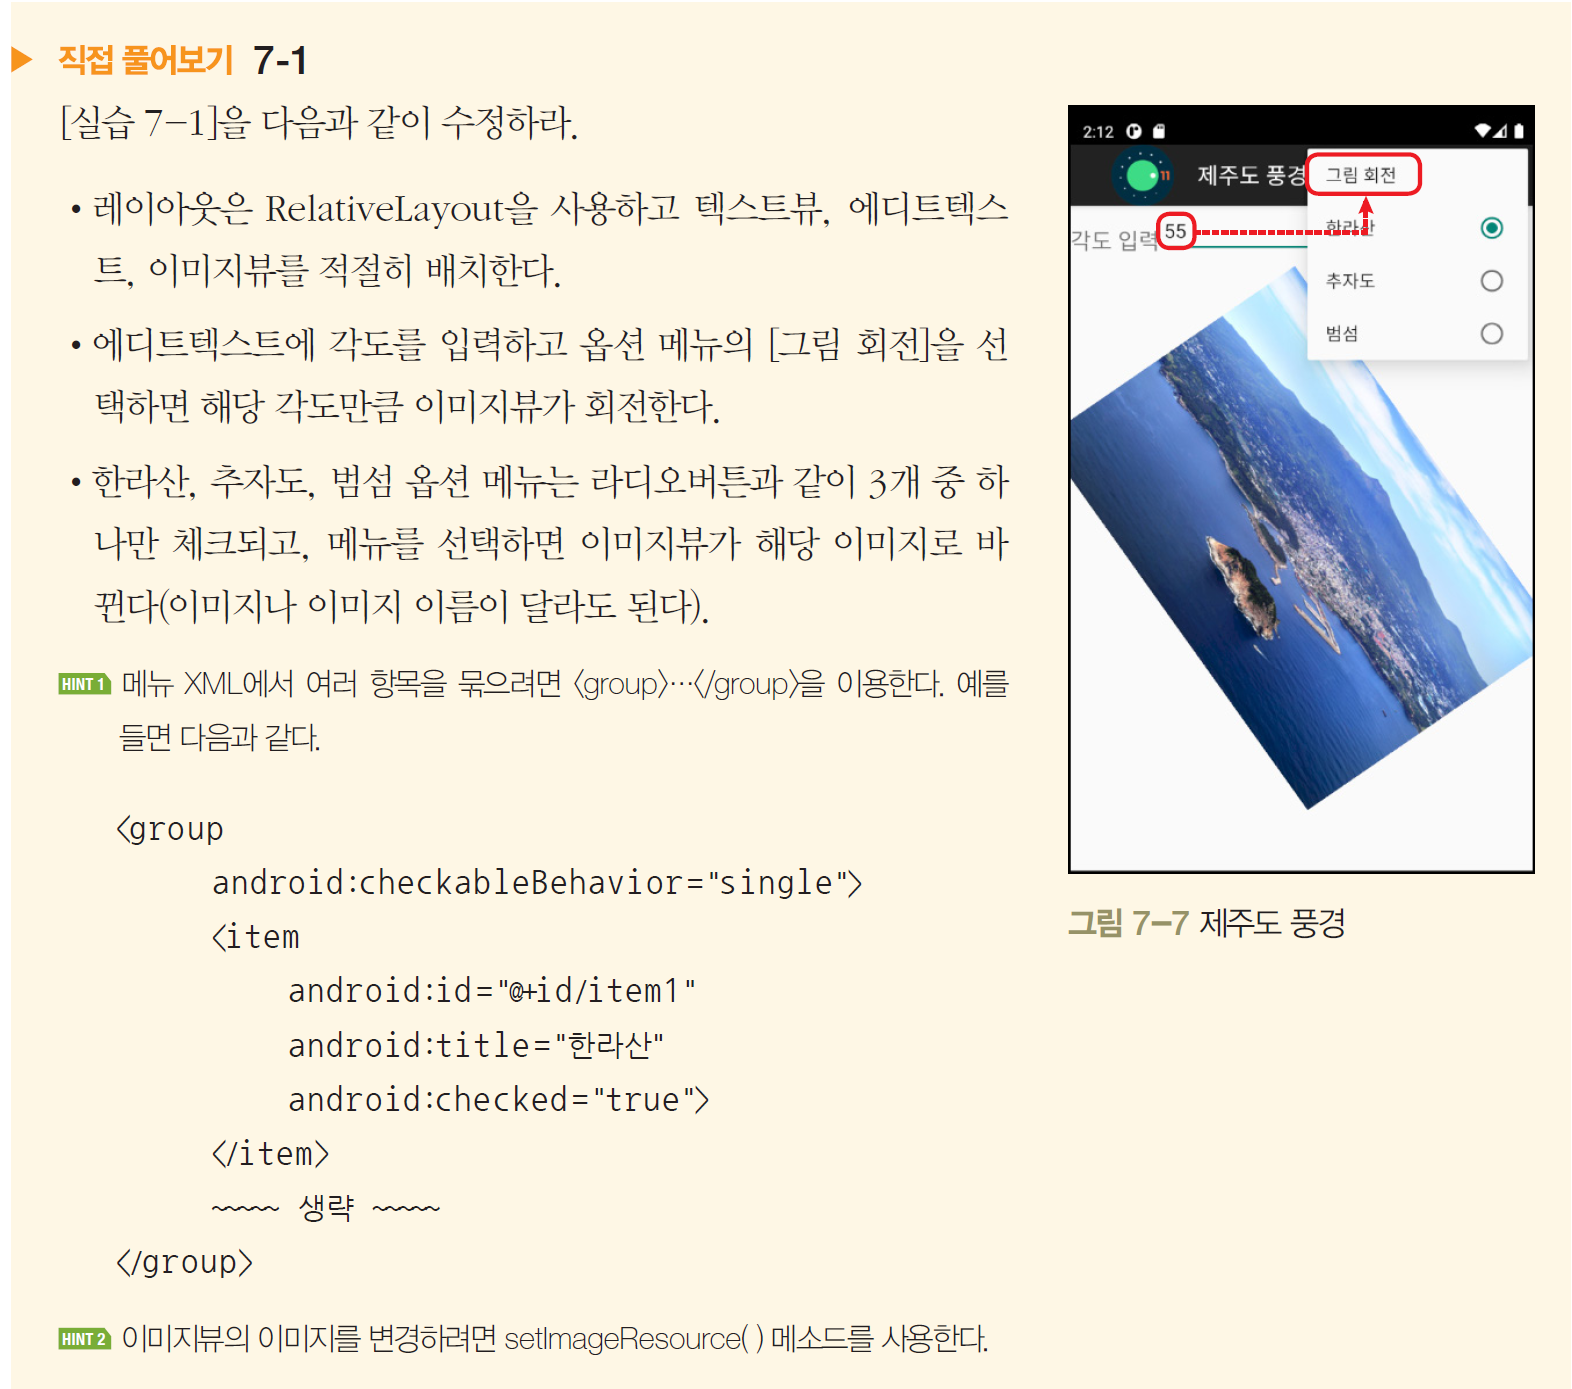 직접 풀어보기 7-1
[실습 7-1]을 다음과 같이 수정하라.
• 레이아웃은 RelativeLayout을 사용하고 텍스트뷰, 에디트텍스
트, 이미지뷰를 적절히 배치한다.
• 에디트텍스트에 각도를 입력하고 옵션 메뉴의 [그림 회전]을 선
택하면 해당 각도만큼 이미지뷰가 회전한다.
• 한라산, 추자도, 범섬 옵션 메뉴는 라디오버튼과 같이 3개 중 하
나만 체크되고, 메뉴를 선택하면 이미지뷰가 해당 이미지로 바
뀐다(이미지나 이미지 이름이 달라도 된다).
HINT 1 메뉴 XML에서 여러 항목을 묶으려면 〈group〉…〈/group〉을 이용한다. 예를
들면 다음과 같다.
〈group
android:checkableBehavior="single"〉
〈item
android:id="@+id/item1"
android:title="한라산"
android:checked="true"〉
〈/item〉
~~~~~ 생략 ~~~~~
〈/group〉
HINT 2 이미지뷰의 이미지를 변경하려면 setImageResource( ) 메소드를 사용한다.
2:12
11
제주도 풍경
그림 회전
각도 입력 55
한라산
추자도
범섬
그림 7-7 제주도 풍경